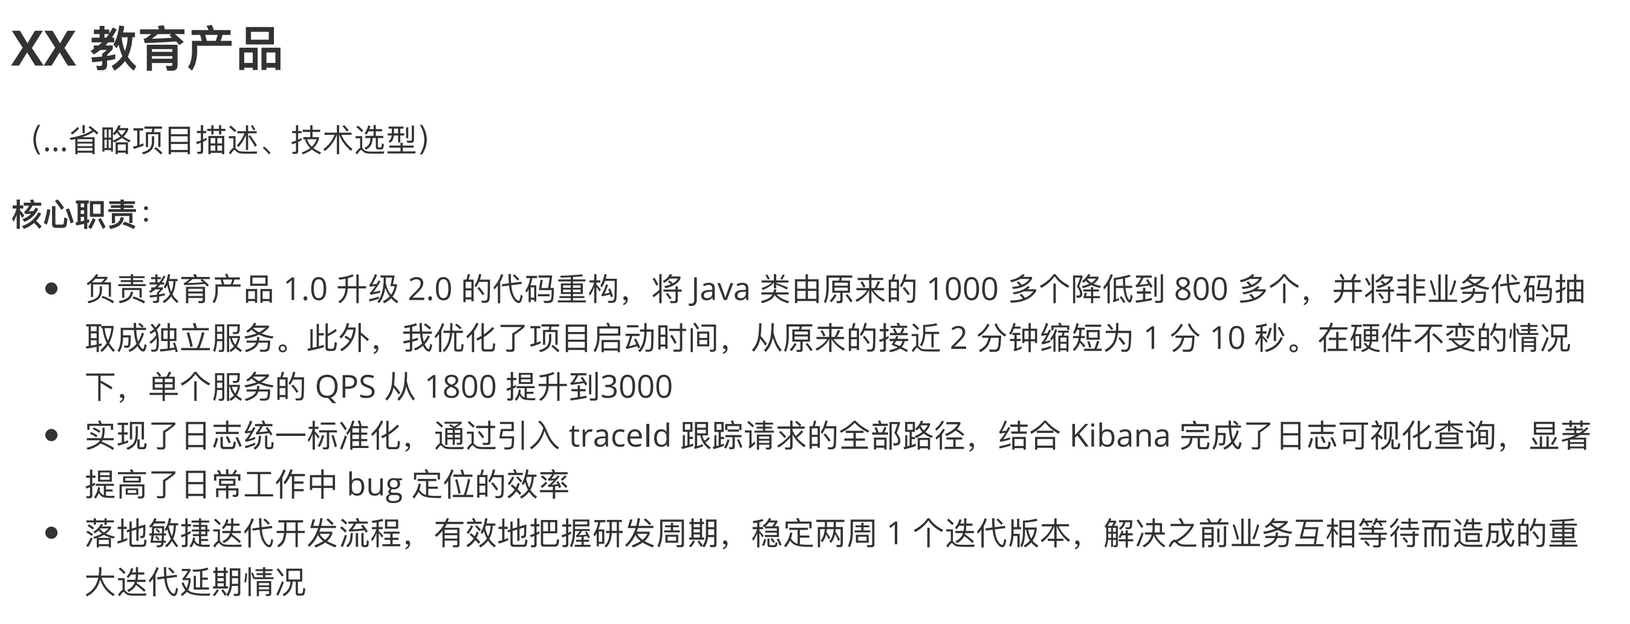 XX 教育产品
（...省略项目描述、技术选型）
核心职责：
• 负责教育产品 1.0 升级 2.0 的代码重构，将 Java 类由原来的 1000 多个降低到 800 多个，并将非业务代码抽
取成独立服务。此外，我优化了项目启动时间，从原来的接近 2 分钟缩短为 1 分 10 秒。在硬件不变的情况
下，单个服务的 QPS 从 1800 提升到3000
• 实现了日志统一标准化，通过引入 traceId 跟踪请求的全部路径，结合 Kibana 完成了日志可视化查询，显著
提高了日常工作中 bug 定位的效率
• 落地敏捷迭代开发流程，有效地把握研发周期，稳定两周 1 个迭代版本，解决之前业务互相等待而造成的重
大迭代延期情况